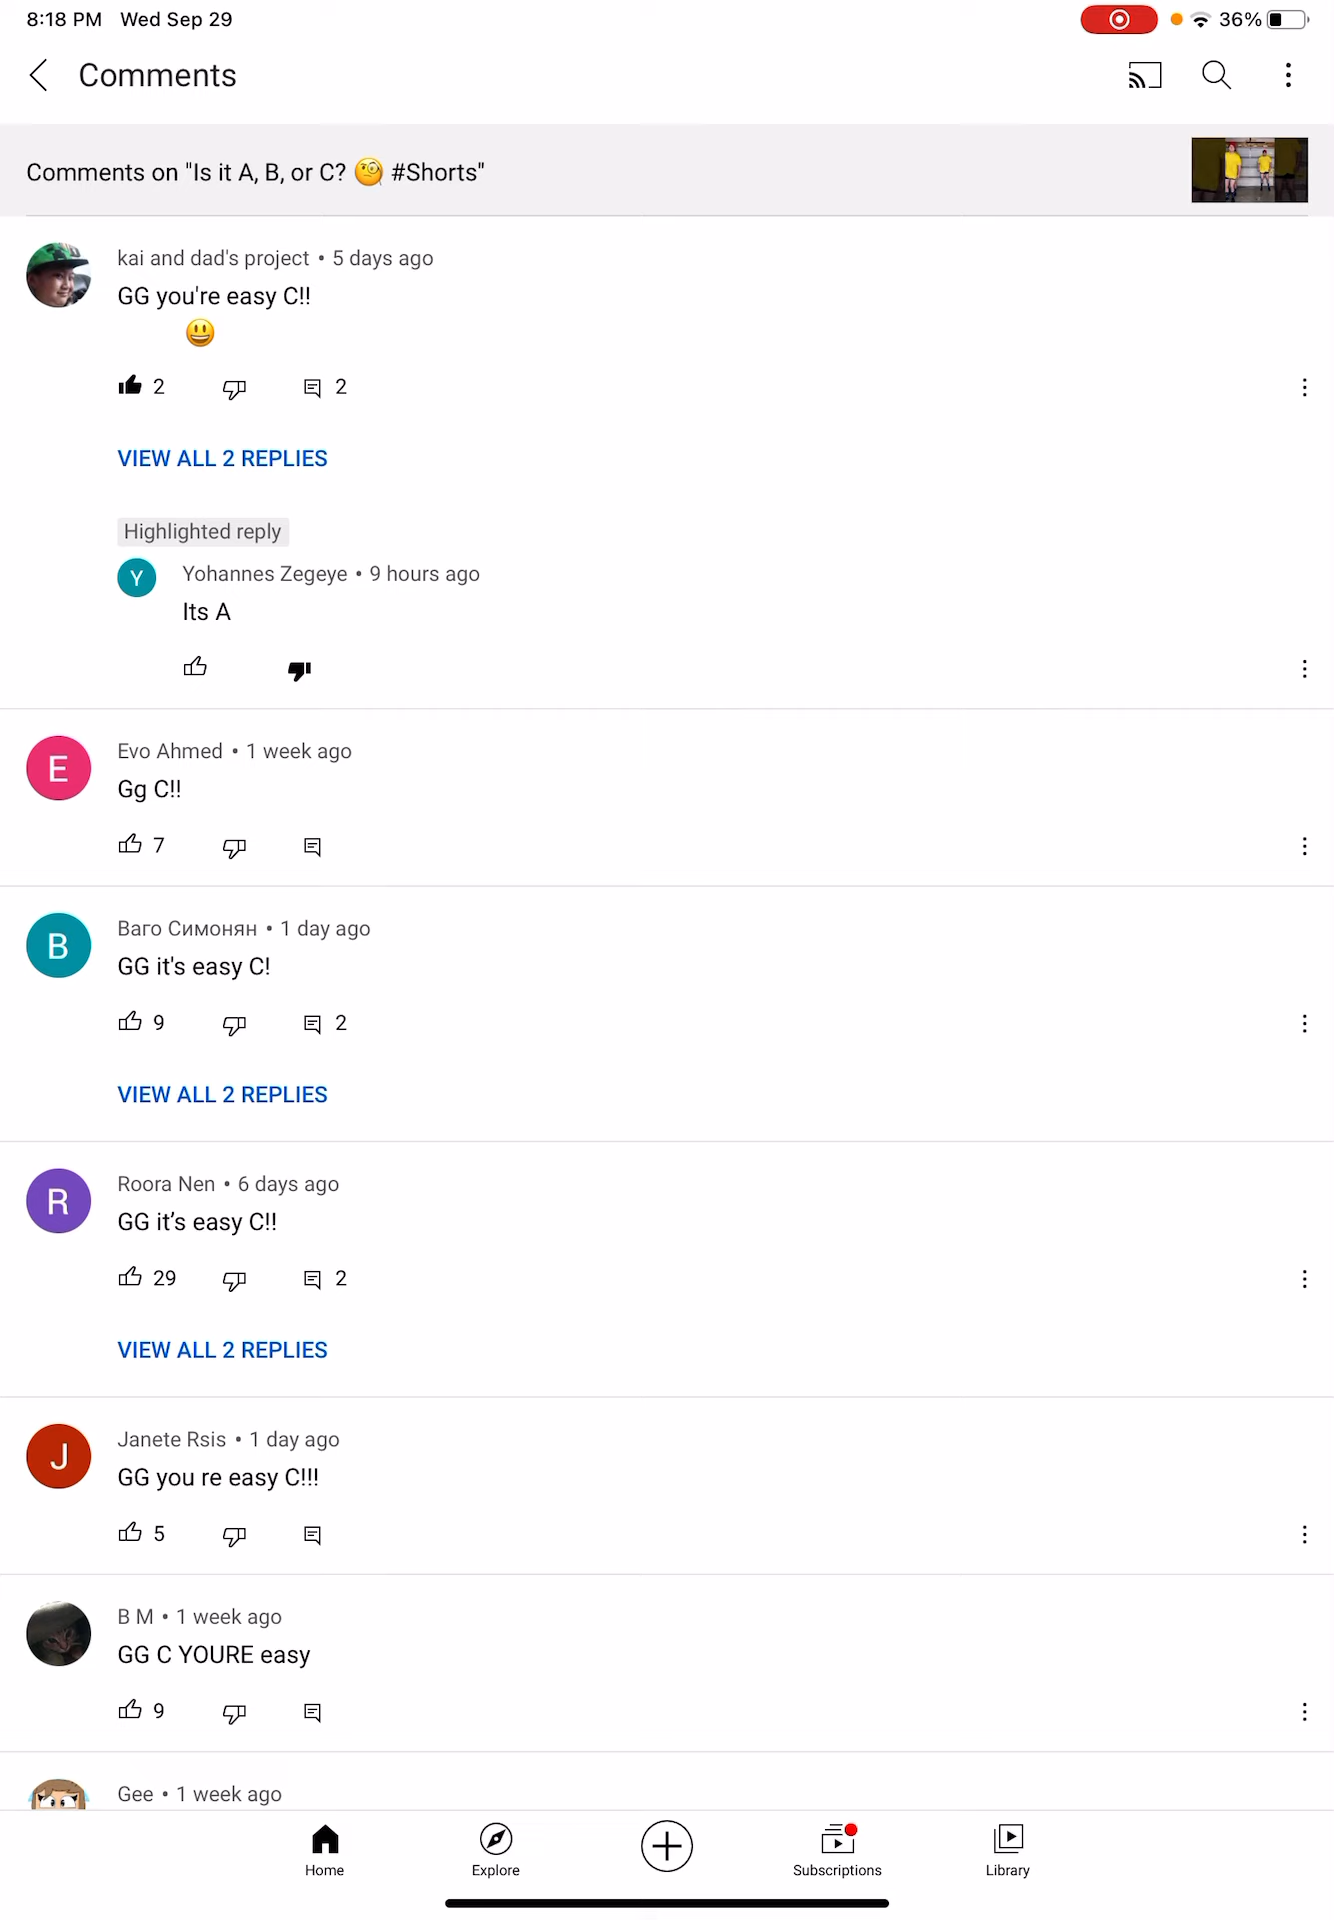 8:18 PM Wed Sep 29
36%
Comments
Comments on "Is it A, B, or C? 🧐 #Shorts"
kai and dad's project • 5 days ago
GG you're easy C!!
😃
2 2
VIEW ALL 2 REPLIES
Highlighted reply
Y
Yohannes Zegeye • 9 hours ago
Its A
E
Evo Ahmed • 1 week ago
Gg C!!
7
В
Ваго Симонян • 1 day ago
GG it's easy C!
9 2
VIEW ALL 2 REPLIES
R
Roora Nen • 6 days ago
GG it’s easy C!!
29 2
VIEW ALL 2 REPLIES
J
Janete Rsis • 1 day ago
GG you re easy C!!!
5
B M • 1 week ago
GG C YOURE easy
9
Gee • 1 week ago
Home Explore Subscriptions Library